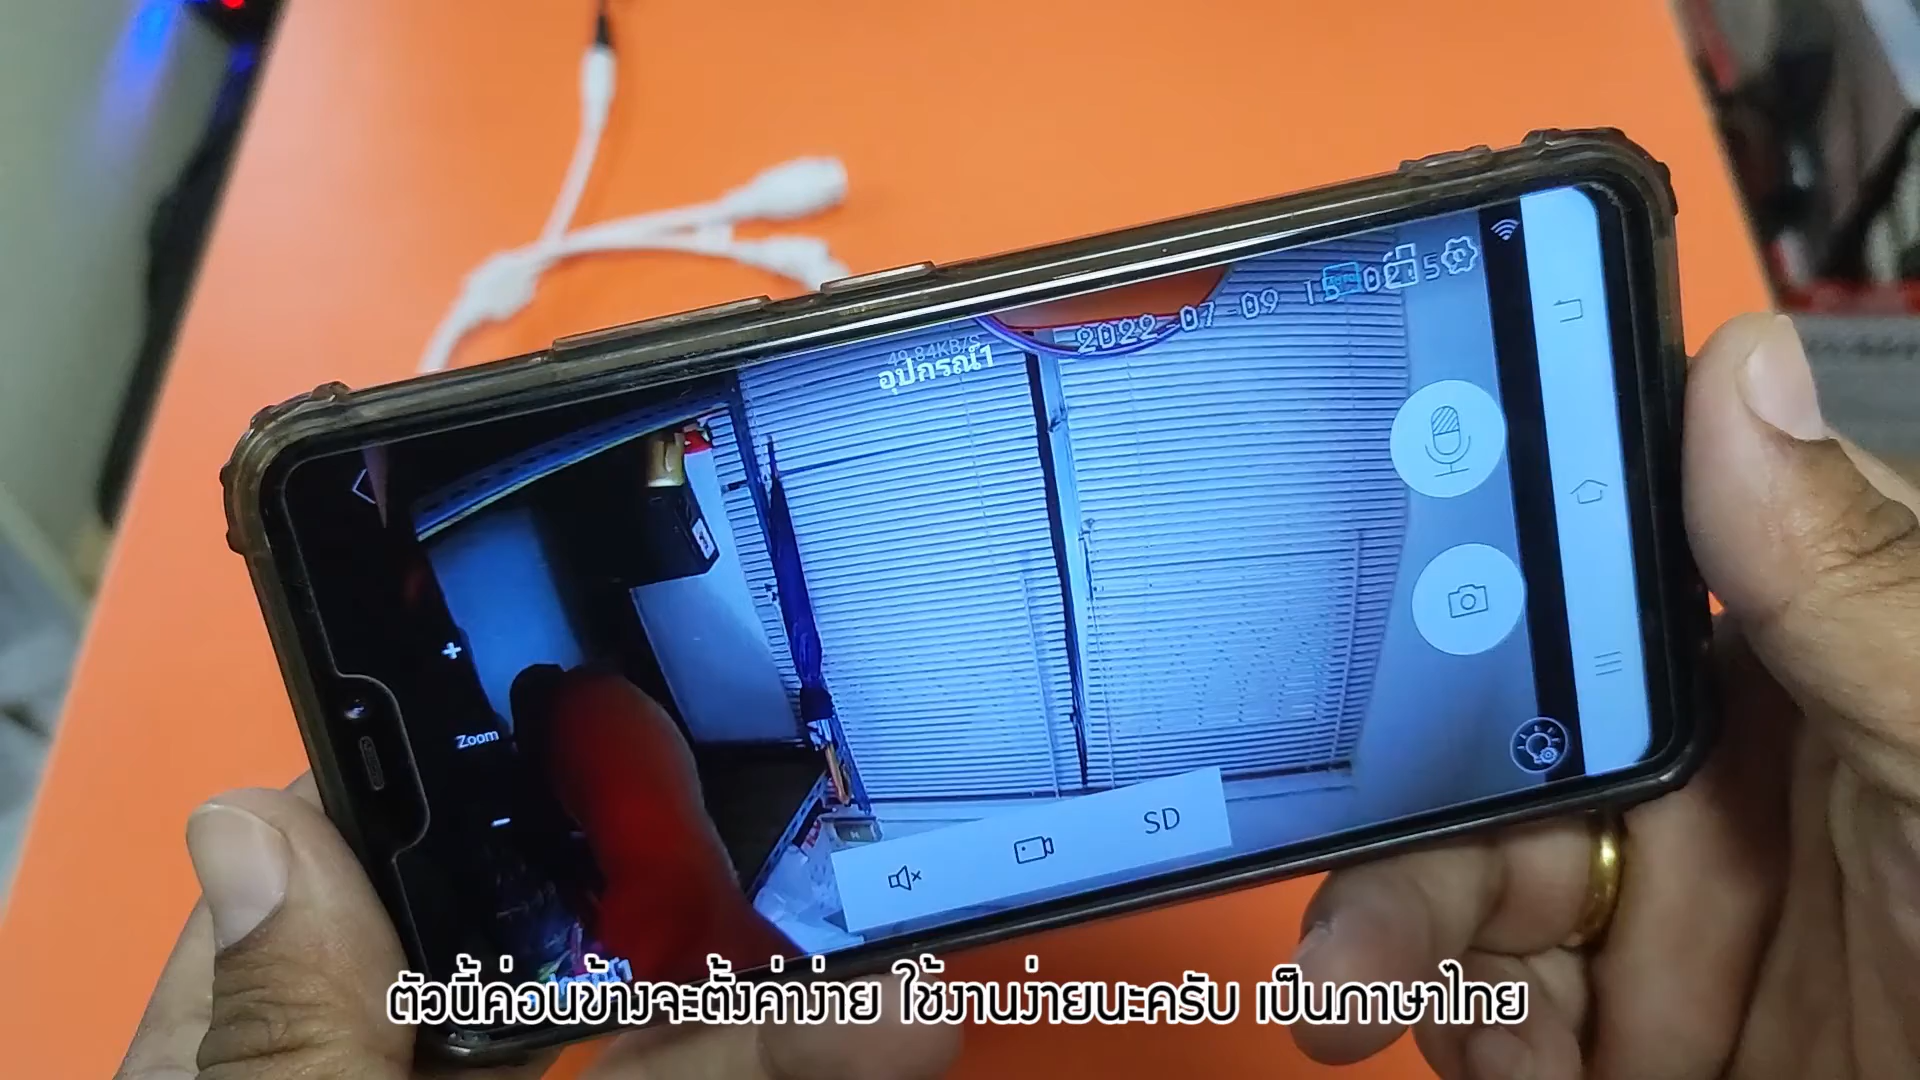 49.84KB/S
อุปกรณ์1
2022-07-09
Zoom
SD
ตัวนี้ค่อนข้างจะตั้งค่าง่าย ใช้งานง่ายนะครับ เป็นภาษาไทย